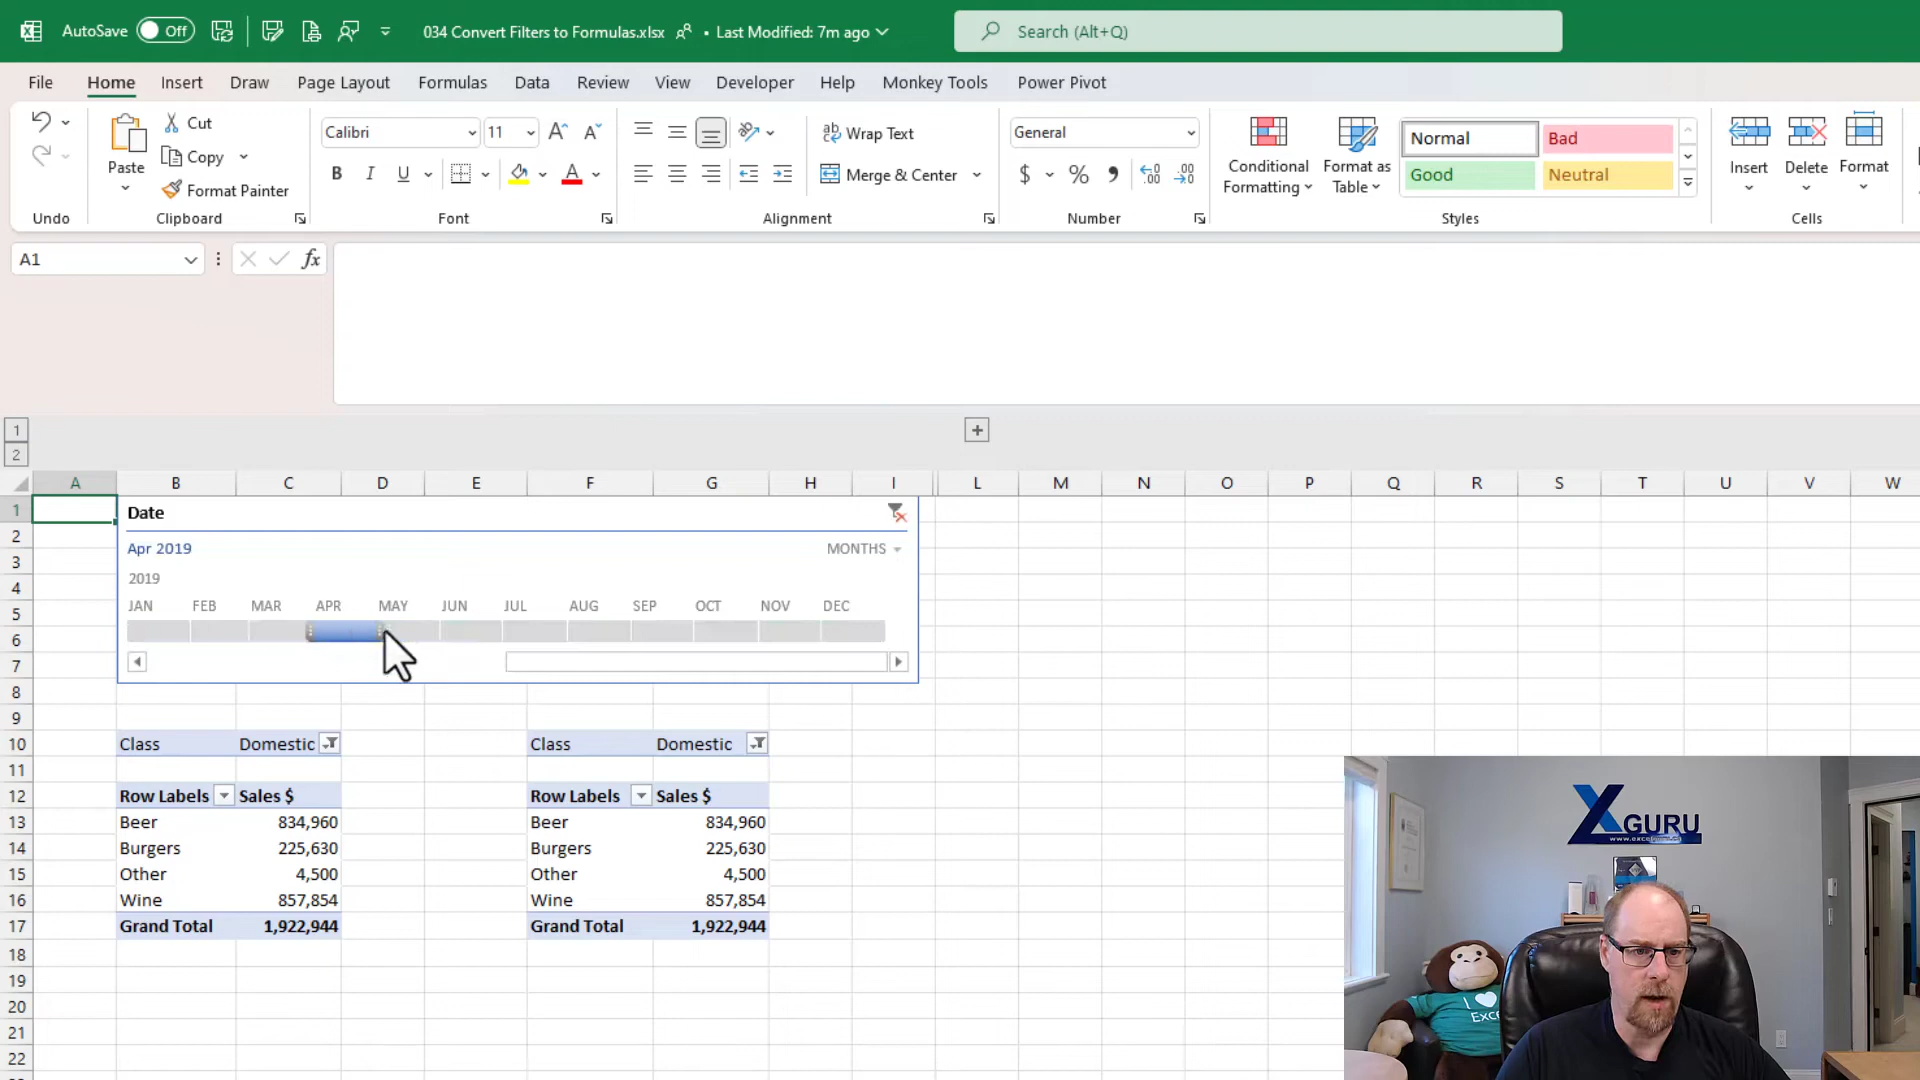 AutoSave Off 034 Convert Filters to Formulas.xlsx • Last Modified: 7m ago Search (Alt+Q)
File Home Insert Draw Page Layout Formulas Data Review View Developer Help Monkey Tools Power Pivot
Paste Cut Copy Format Painter
Calibri 11 B I U A
ab Wrap Text Merge & Center
General $ % 9
Conditional Formatting Format as Table
Normal Bad Good Neutral
Insert Delete Format
Undo Clipboard Font Alignment Number Styles Cells
A1 fx
1
2
A B C D E F G H I L M N O P Q R S T U V W
1 Date
2
Apr 2019 MONTHS
3
2019
4
JAN FEB MAR APR MAY JUN JUL AUG SEP OCT NOV DEC
5
6
7
8
9
10 Class Domestic Class Domestic
11
12 Row Labels Sales $ Row Labels Sales $
13 Beer 834,960 Beer 834,960
14 Burgers 225,630 Burgers 225,630
15 Other 4,500 Other 4,500
16 Wine 857,854 Wine 857,854
17 Grand Total 1,922,944 Grand Total 1,922,944
18
19
20
21
22
XGURU
I
Exce